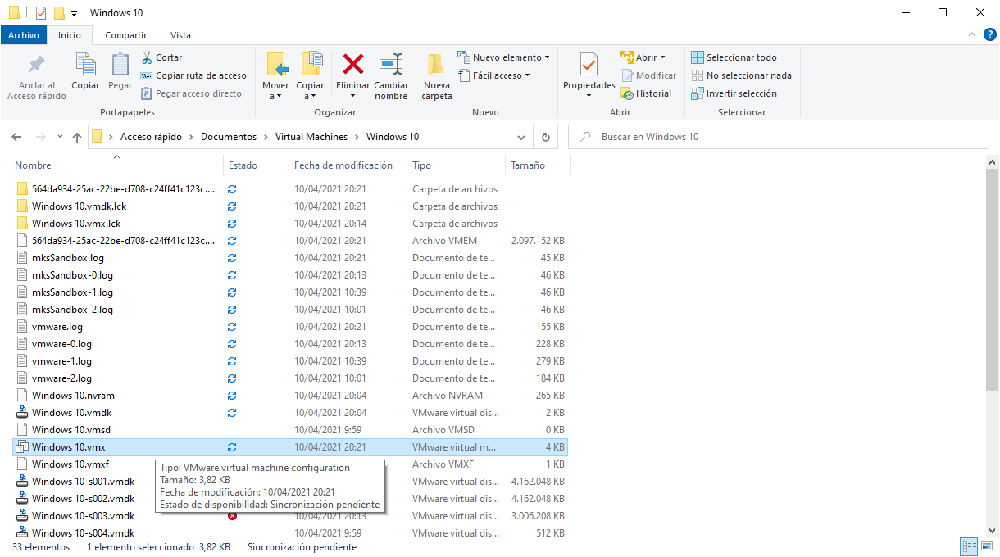 Windows 10
Archivo Inicio Compartir Vista
Anclar al Acceso rápido
Copiar
Pegar
Cortar
Copiar ruta de acceso
Pegar acceso directo
Portapapeles
Mover a
Copiar a
Eliminar
Cambiar nombre
Organizar
Nueva carpeta
Nuevo elemento
Fácil acceso
Nuevo
Propiedades
Abrir
Modificar
Historial
Abrir
Seleccionar todo
No seleccionar nada
Invertir selección
Seleccionar
Acceso rápido > Documentos > Virtual Machines > Windows 10
Buscar en Windows 10
Nombre Estado Fecha de modificación Tipo Tamaño
564da934-25ac-22be-d708-c24ff41c123c.... 10/04/2021 20:21 Carpeta de archivos
Windows 10.vmdk.lck 10/04/2021 20:21 Carpeta de archivos
Windows 10.vmx.lck 10/04/2021 20:14 Carpeta de archivos
564da934-25ac-22be-d708-c24ff41c123c.... 10/04/2021 20:21 Archivo VMEM 2.097.152 KB
mksSandbox.log 10/04/2021 20:21 Documento de te... 45 KB
mksSandbox-0.log 10/04/2021 20:13 Documento de te... 46 KB
mksSandbox-1.log 10/04/2021 10:39 Documento de te... 46 KB
mksSandbox-2.log 10/04/2021 10:01 Documento de te... 46 KB
vmware.log 10/04/2021 20:21 Documento de te... 155 KB
vmware-0.log 10/04/2021 20:13 Documento de te... 228 KB
vmware-1.log 10/04/2021 10:39 Documento de te... 279 KB
vmware-2.log 10/04/2021 10:01 Documento de te... 184 KB
Windows 10.nvram 10/04/2021 20:04 Archivo NVRAM 265 KB
Windows 10.vmdk 10/04/2021 20:04 VMware virtual dis... 2 KB
Windows 10.vmsd 10/04/2021 9:59 Archivo VMSD 0 KB
Windows 10.vmx 10/04/2021 20:21 VMware virtual m... 4 KB
Windows 10.vmxf Archivo VMXF 1 KB
Tipo: VMware virtual machine configuration
Tamaño: 3,82 KB
Fecha de modificación: 10/04/2021 20:21
Estado de disponibilidad: Sincronización pendiente
Windows 10-s001.vmdk VMware virtual dis... 4.162.048 KB
Windows 10-s002.vmdk VMware virtual dis... 4.162.048 KB
Windows 10-s003.vmdk 10/04/2021 20:13 VMware virtual dis... 3.006.208 KB
Windows 10-s004.vmdk 10/04/2021 9:59 VMware virtual dis... 512 KB
33 elementos 1 elemento seleccionado 3,82 KB Sincronización pendiente